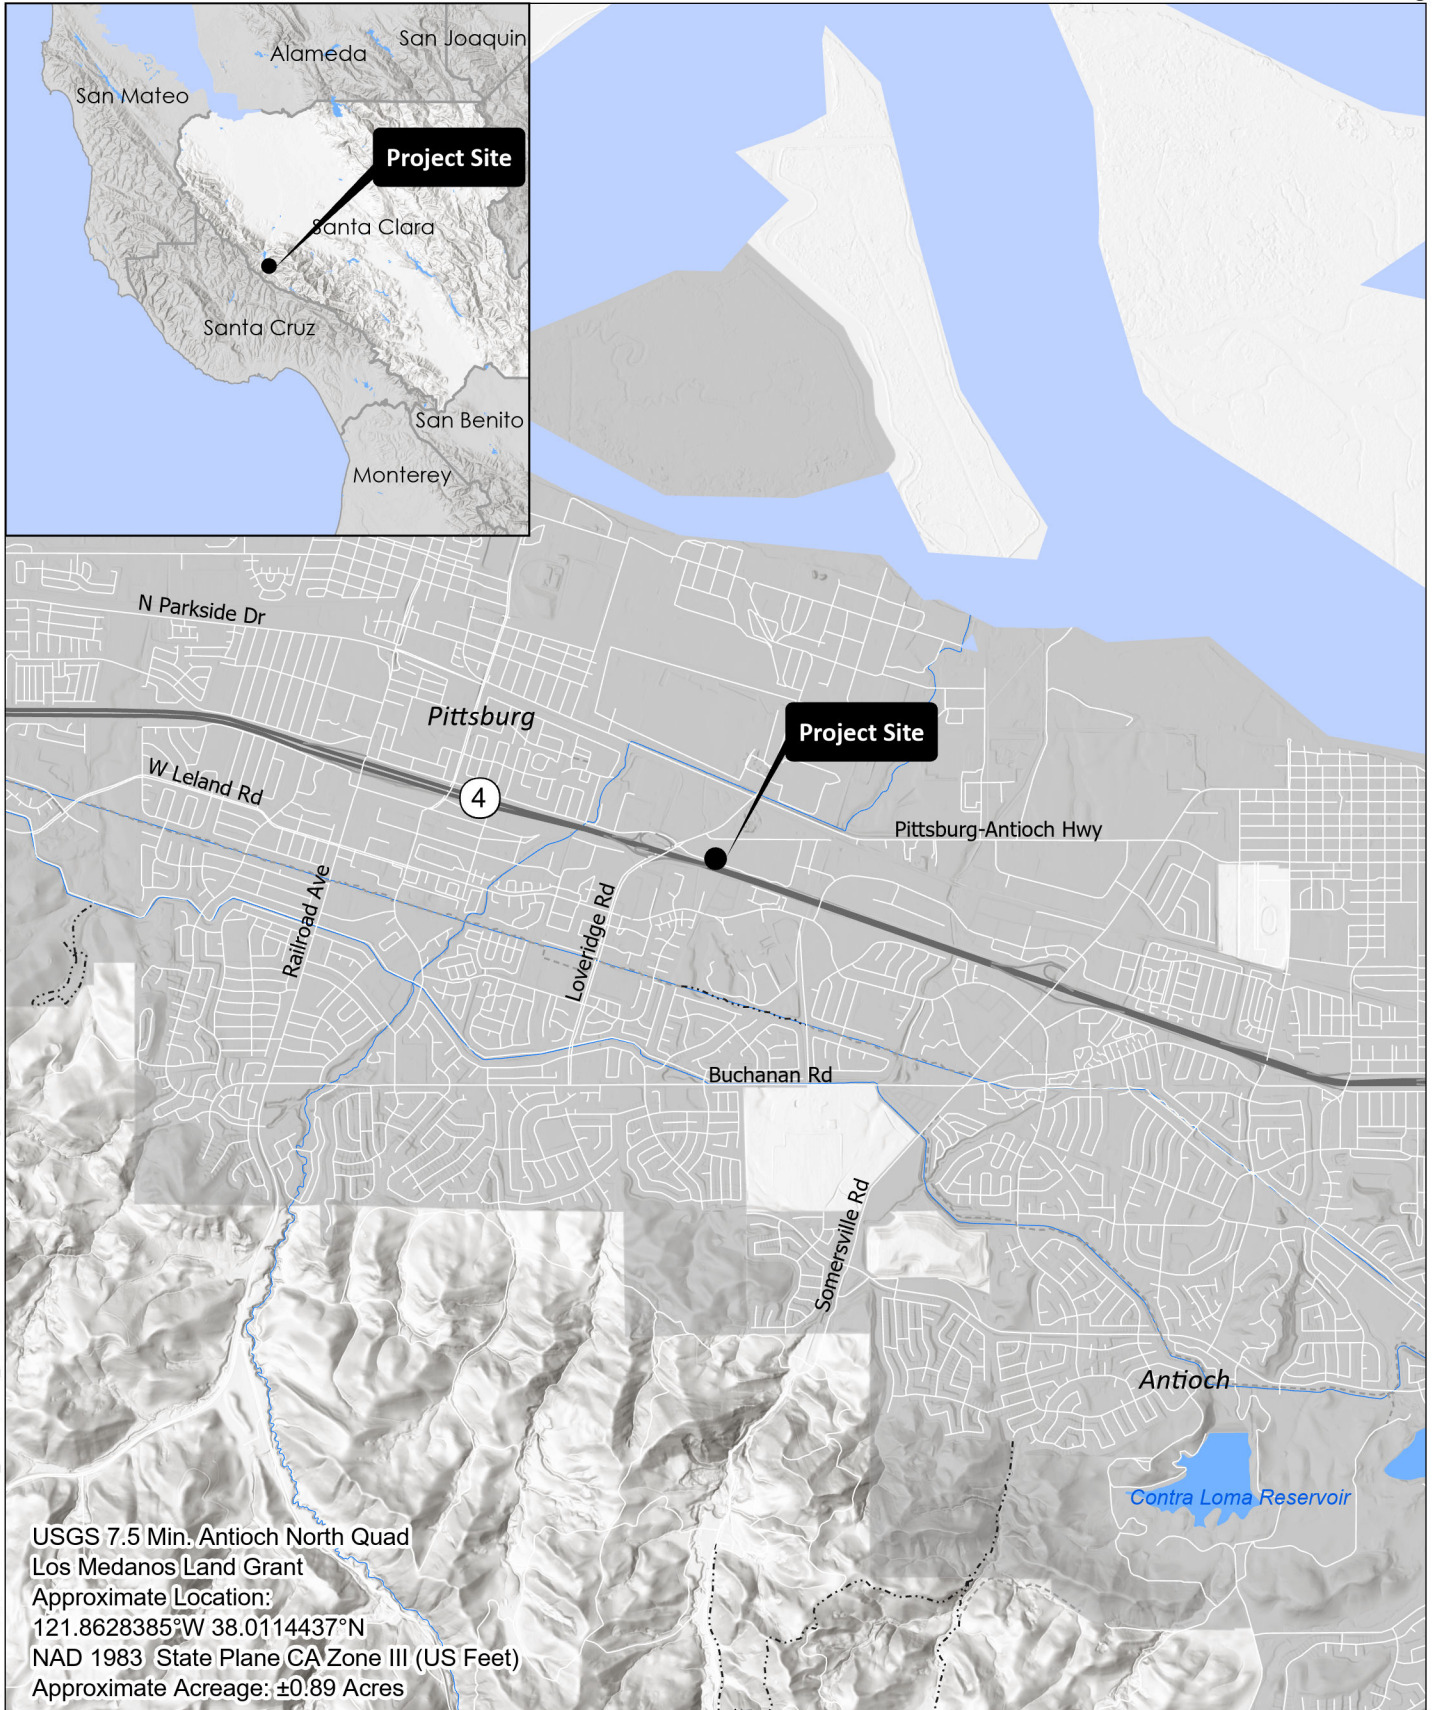 Alameda
San Joaquin
San Mateo
Project Site
Santa Clara
Santa Cruz
San Benito
Monterey
N Parkside Dr
Pittsburg
Project Site
W Leland Rd
4
Pittsburg-Antioch Hwy
Railroad Ave
Loveridge Rd
Buchanan Rd
Somersville Rd
Antioch
Contra Loma Reservoir
USGS 7.5 Min. Antioch North Quad
Los Medanos Land Grant
Approximate Location:
121.8628385°W 38.0114437°N
NAD 1983 State Plane CA Zone III (US Feet)
Approximate Acreage: ±0.89 Acres